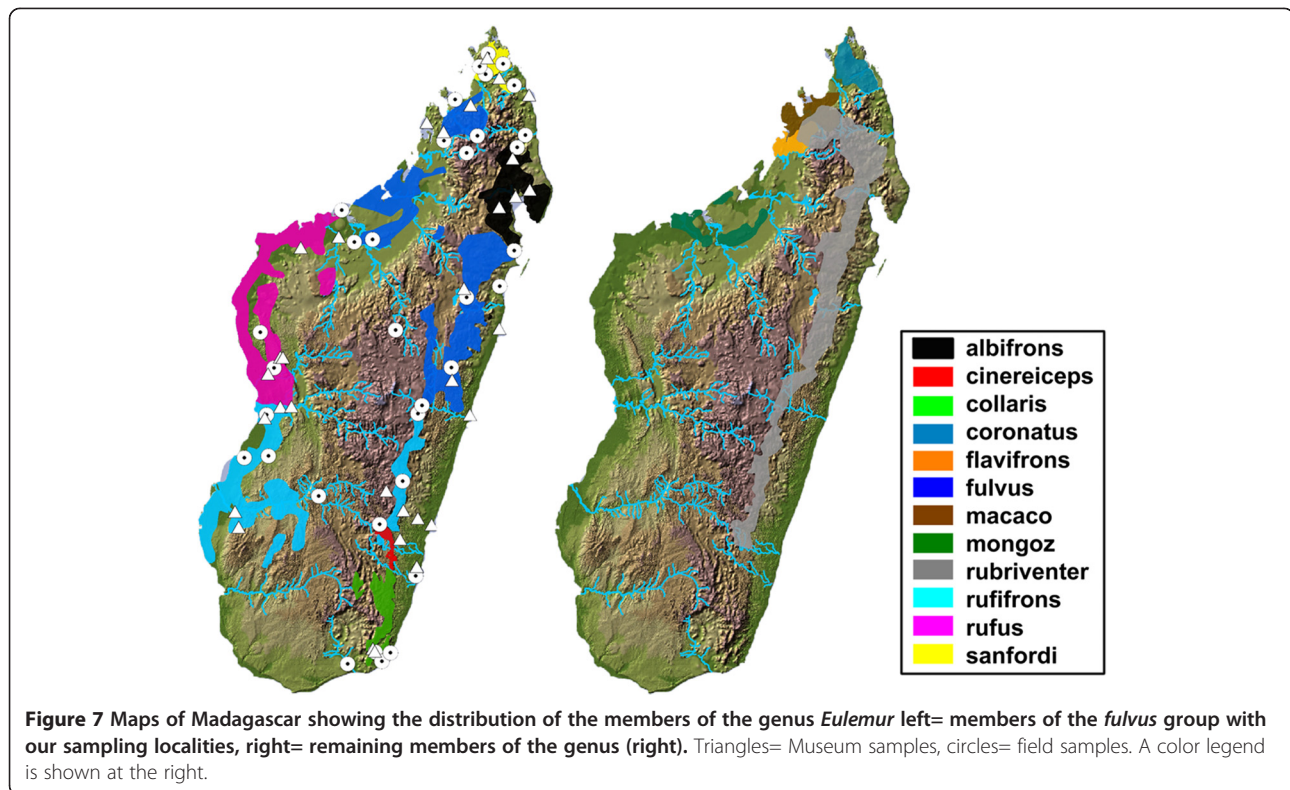 albifrons
cinereiceps
collaris
coronatus
flavifrons
fulvus
macaco
mongoz
rubriventer
rufifrons
rufus
sanfordi
Figure 7 Maps of Madagascar showing the distribution of the members of the genus Eulemur left= members of the fulvus group with
our sampling localities, right= remaining members of the genus (right). Triangles= Museum samples, circles= field samples. A color legend
is shown at the right.